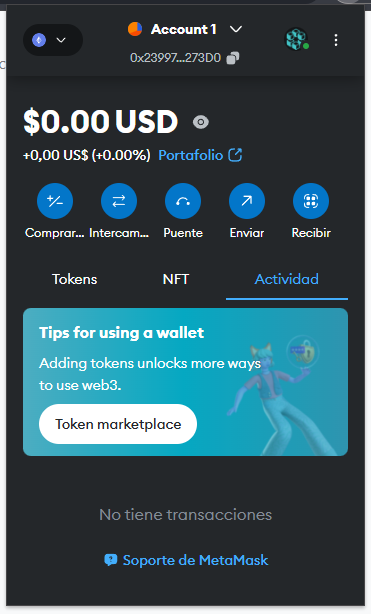 Account 1
0x23997...273D0
$0.00 USD
+0,00 US$ (+0.00%) Portafolio
Comprar... Intercam... Puente Enviar Recibir
Tokens NFT Actividad
Tips for using a wallet
Adding tokens unlocks more ways
to use web3.
Token marketplace
No tiene transacciones
Soporte de MetaMask